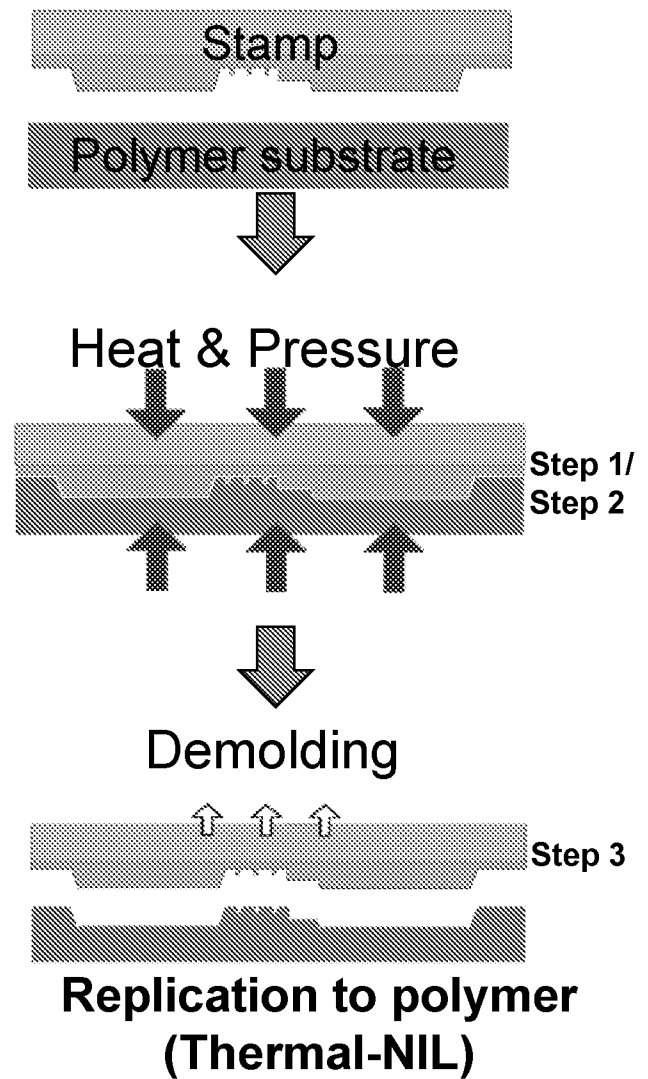 Stamp
Polymer substrate
Heat & Pressure
Step 1/
Step 2
Demolding
Step 3
Replication to polymer
(Thermal-NIL)